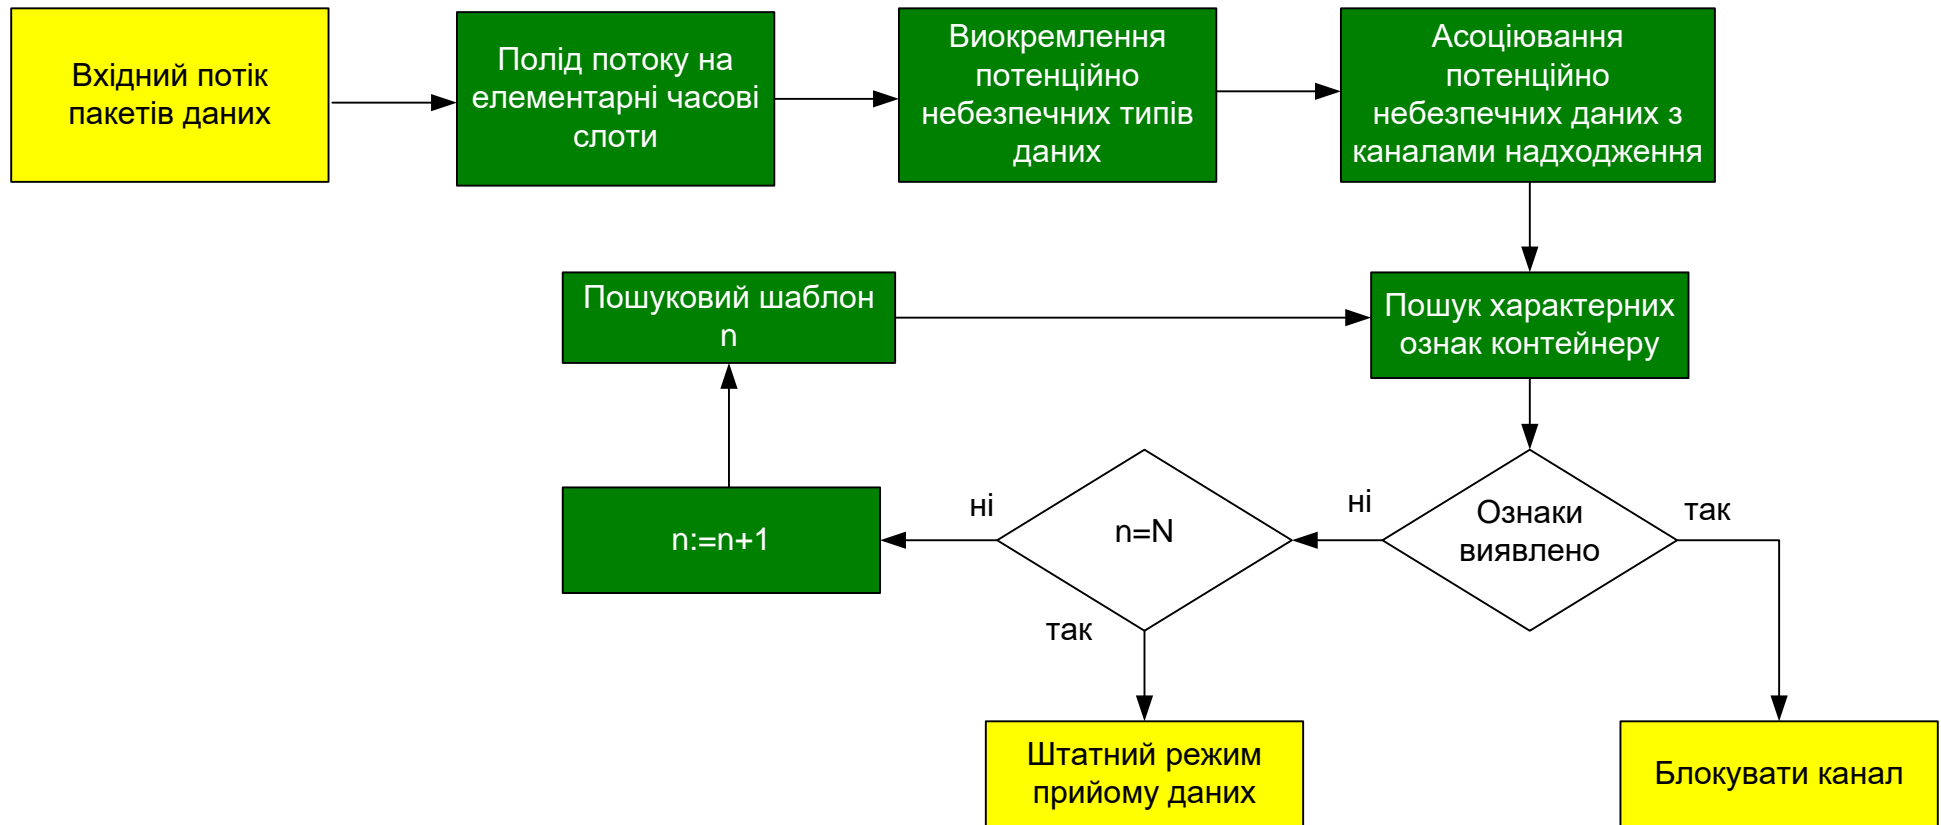 Вхідний потік
пакетів даних
Полід потоку на
елементарні часові
слоти
Виокремлення
потенційно
небезпечних типів
даних
Асоціювання
потенційно
небезпечних даних з
каналами надходження
Пошуковий шаблон
n
Пошук характерних
ознак контейнеру
n:=n+1
ні
n=N
ні
Ознаки
виявлено
так
так
Штатний режим
прийому даних
Блокувати канал